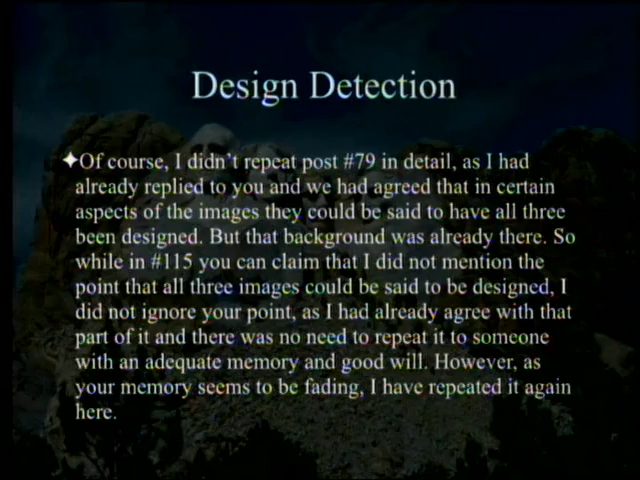 Design Detection
✦Of course, I didn't repeat post #79 in detail, as I had
already replied to you and we had agreed that in certain
aspects of the images they could be said to have all three
been designed. But that background was already there. So
while in #115 you can claim that I did not mention the
point that all three images could be said to be designed, I
did not ignore your point, as I had already agree with that
part of it and there was no need to repeat it to someone
with an adequate memory and good will. However, as
your memory seems to be fading, I have repeated it again
here.